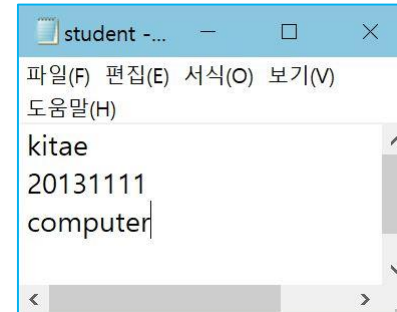 student -...
파일(F) 편집(E) 서식(O) 보기(V)
도움말(H)
kitae
20131111
computer